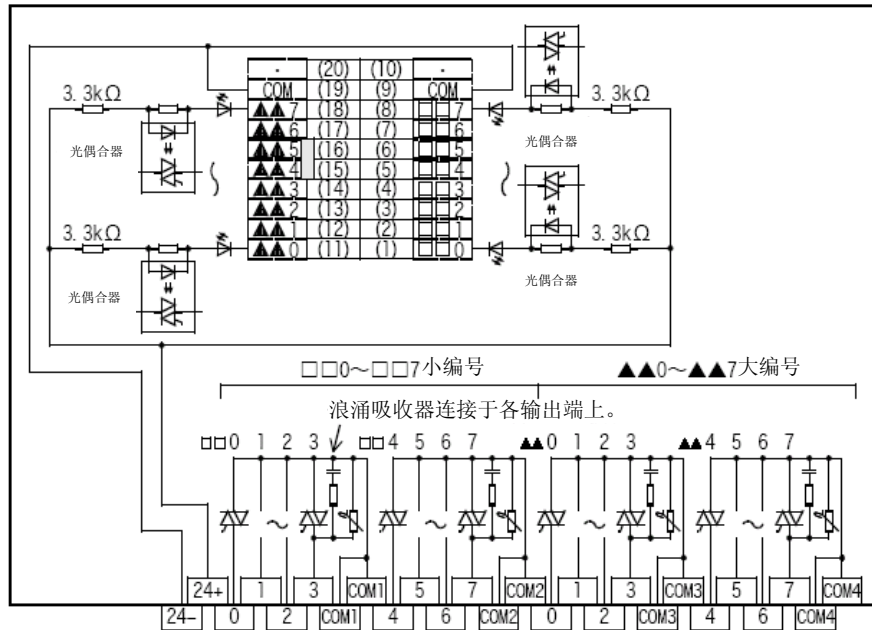 · (20) (10) ·
COM (19) (9) COM
3.3kΩ ▲▲7 (18) (8) □□7 3.3kΩ
▲▲6 (17) (7) □□6
光偶合器 ▲▲5 (16) (6) □□5 光偶合器
▲▲4 (15) (5) □□4
▲▲3 (14) (4) □□3
▲▲2 (13) (3) □□2
▲▲1 (12) (2) □□1
3.3kΩ ▲▲0 (11) (1) □□0 3.3kΩ
光偶合器 光偶合器
□□0～□□7小编号 ▲▲0～▲▲7大编号
浪涌吸收器连接于各输出端上。
□□0 1 2 3 □□4 5 6 7 ▲▲0 1 2 3 ▲▲4 5 6 7
～ ～ ～ ～
24+ 1 3 COM1 5 7 COM2 1 3 COM3 5 7 COM4
24- 0 2 COM1 4 6 COM2 0 2 COM3 4 6 COM4